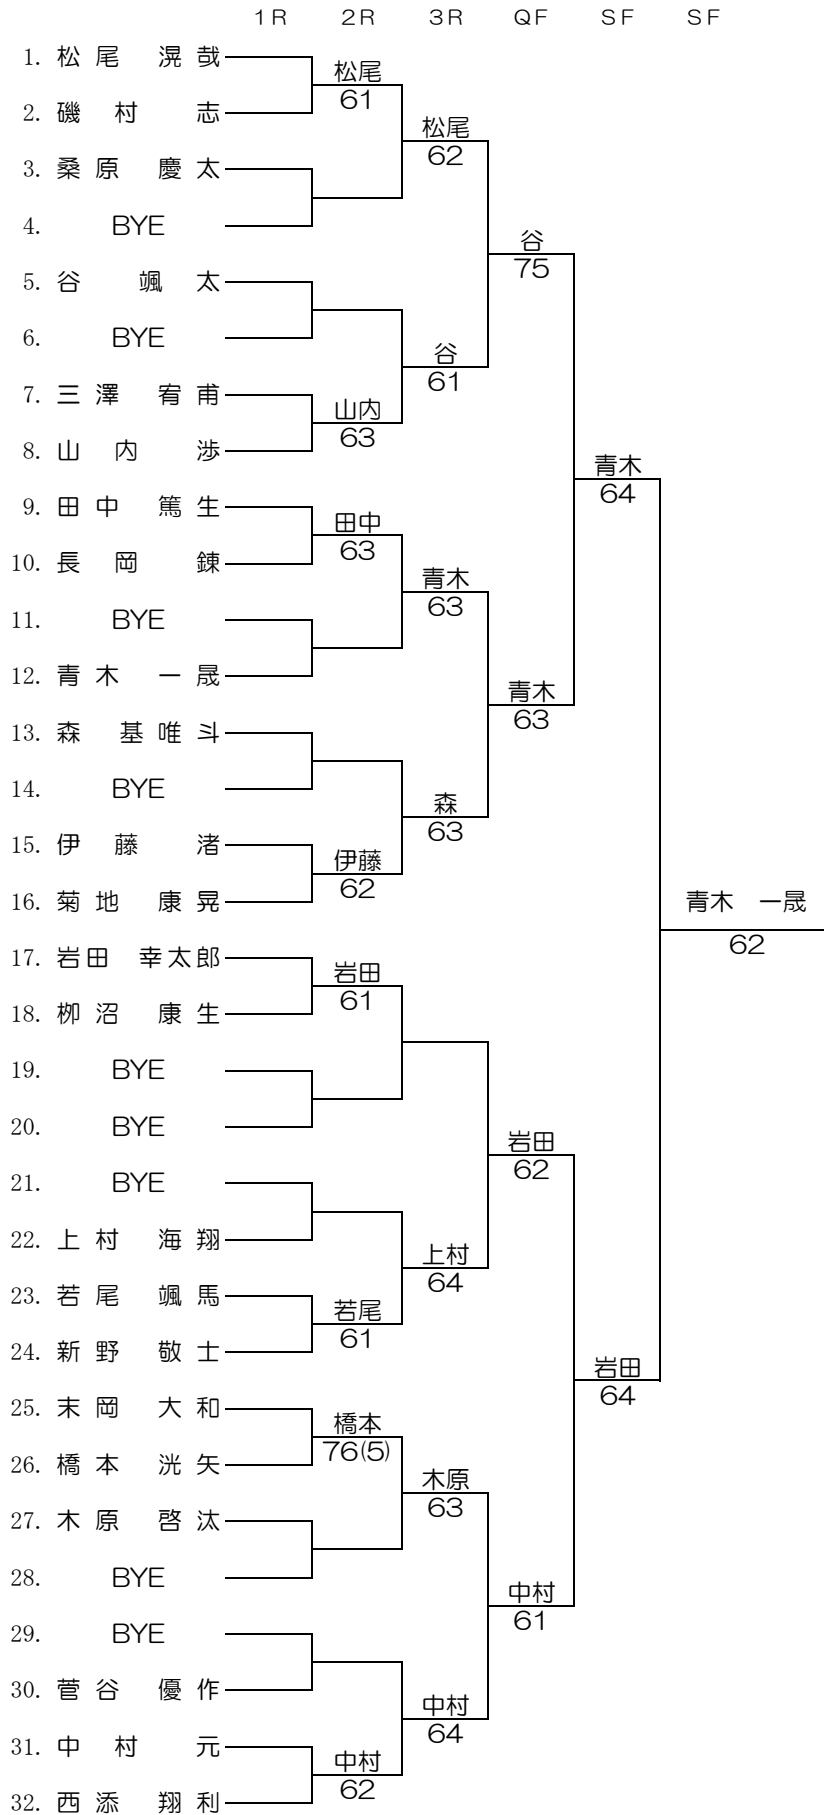 １Ｒ ２Ｒ ３Ｒ ＱＦ ＳＦ ＳＦ
1. 松尾 滉哉
松尾
61
2. 磯村 志
松尾
62
3. 桑原 慶太
4. BYE
谷
75
5. 谷 颯太
6. BYE
谷
61
7. 三澤 宥甫
山内
63
8. 山内 渉
青木
64
9. 田中 篤生
田中
63
10. 長岡 錬
青木
63
11. BYE
12. 青木 一晟
青木
63
13. 森 基唯斗
14. BYE
森
63
15. 伊藤 渚
伊藤
62
16. 菊地 康晃
青木 一晟
62
17. 岩田 幸太郎
岩田
61
18. 栁沼 康生
19. BYE
20. BYE
岩田
62
21. BYE
22. 上村 海翔
上村
64
23. 若尾 颯馬
若尾
61
24. 新野 敬士
岩田
64
25. 末岡 大和
橋本
76(5)
26. 橋本 洸矢
木原
63
27. 木原 啓汰
28. BYE
中村
61
29. BYE
30. 菅谷 優作
中村
64
31. 中村 元
中村
62
32. 西添 翔利